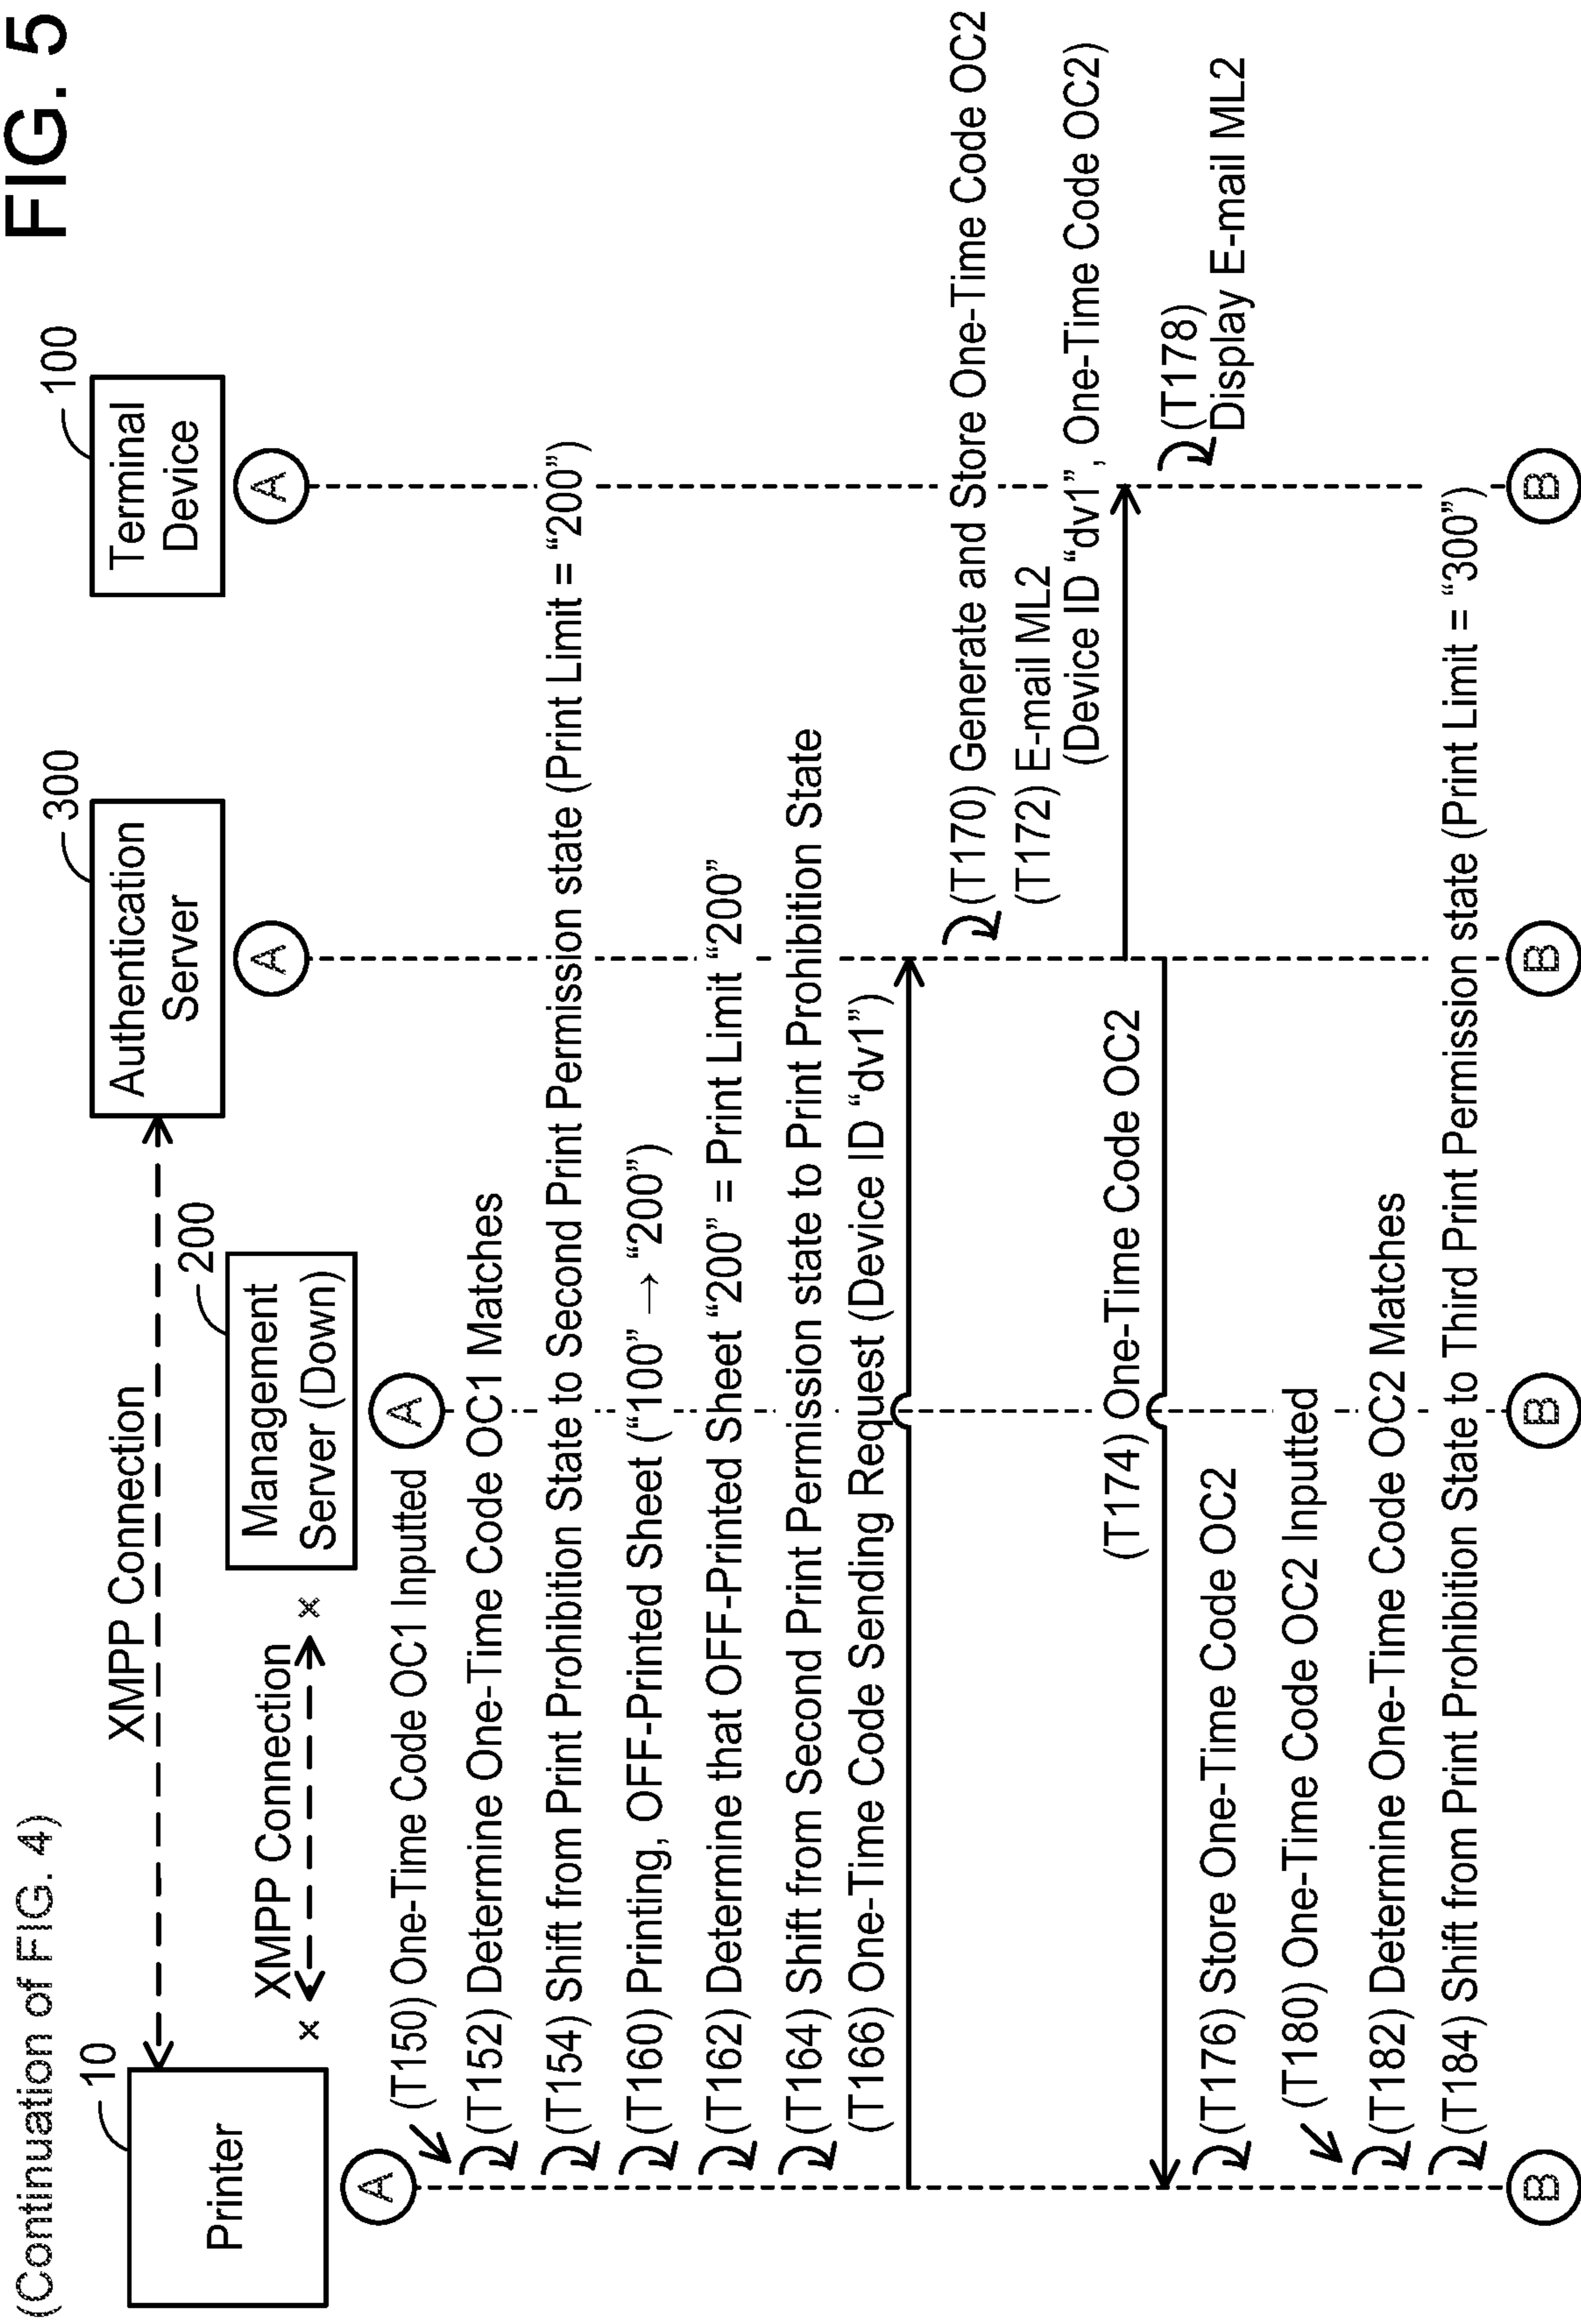 FIG. 5
(Continuation of FIG. 4)
10
Printer
XMPP Connection
XMPP Connection
×
×
200
Management
Server (Down)
300
Authentication
Server
100
Terminal
Device
A
A
A
A
(T150) One-Time Code OC1 Inputted
(T152) Determine One-Time Code OC1 Matches
(T154) Shift from Print Prohibition State to Second Print Permission state (Print Limit = “200”)
(T160) Printing, OFF-Printed Sheet (“100” → “200”)
(T162) Determine that OFF-Printed Sheet “200” = Print Limit “200”
(T164) Shift from Second Print Permission state to Print Prohibition State
(T166) One-Time Code Sending Request (Device ID “dv1”)
(T170) Generate and Store One-Time Code OC2
(T172) E-mail ML2
(Device ID “dv1”, One-Time Code OC2)
(T174) One-Time Code OC2
(T178)
Display E-mail ML2
(T176) Store One-Time Code OC2
(T180) One-Time Code OC2 Inputted
(T182) Determine One-Time Code OC2 Matches
(T184) Shift from Print Prohibition State to Third Print Permission state (Print Limit = “300”)
B
B
B
B